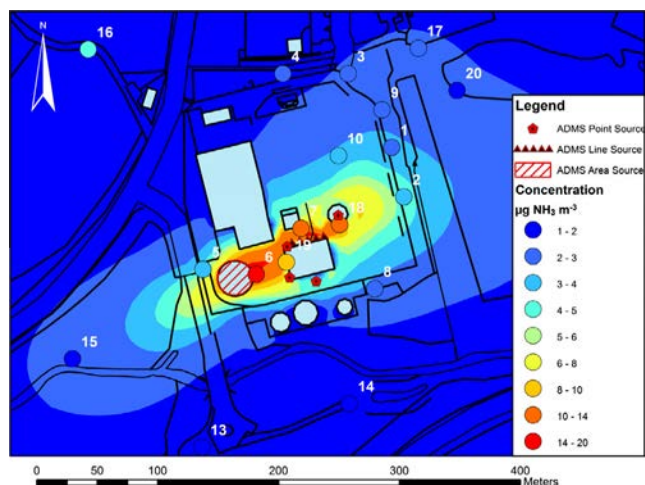 16
17
N
4
3
20
9
10
1
2
18
7
19
5
6
8
15
14
13
Legend
ADMS Point Source
ADMS Line Source
ADMS Area Source
Concentration
µg NH₃ m⁻³
1 - 2
2 - 3
3 - 4
4 - 5
5 - 6
6 - 8
8 - 10
10 - 14
14 - 20
0 100 200 300 400
Meters